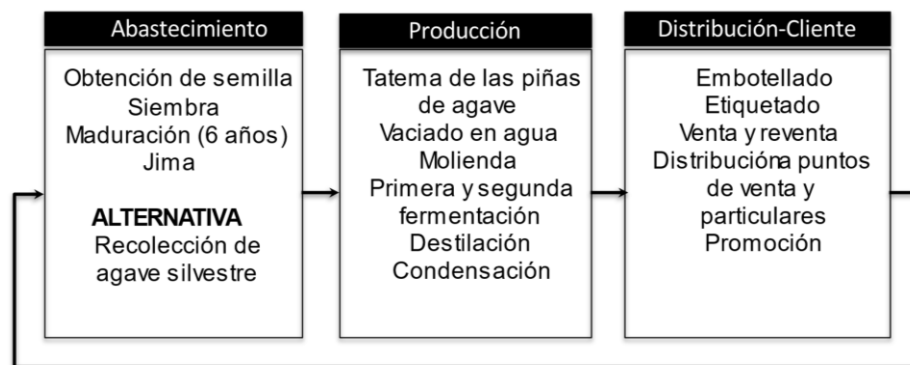 Abastecimiento
Obtención de semilla
Siembra
Maduración (6 años)
Jima
ALTERNATIVA
Recolección de
agave silvestre
Producción
Tatema de las piñas
de agave
Vaciado en agua
Molienda
Primera y segunda
fermentación
Destilación
Condensación
Distribución-Cliente
Embotellado
Etiquetado
Venta y reventa
Distribucióna puntos
de venta y
particulares
Promoción